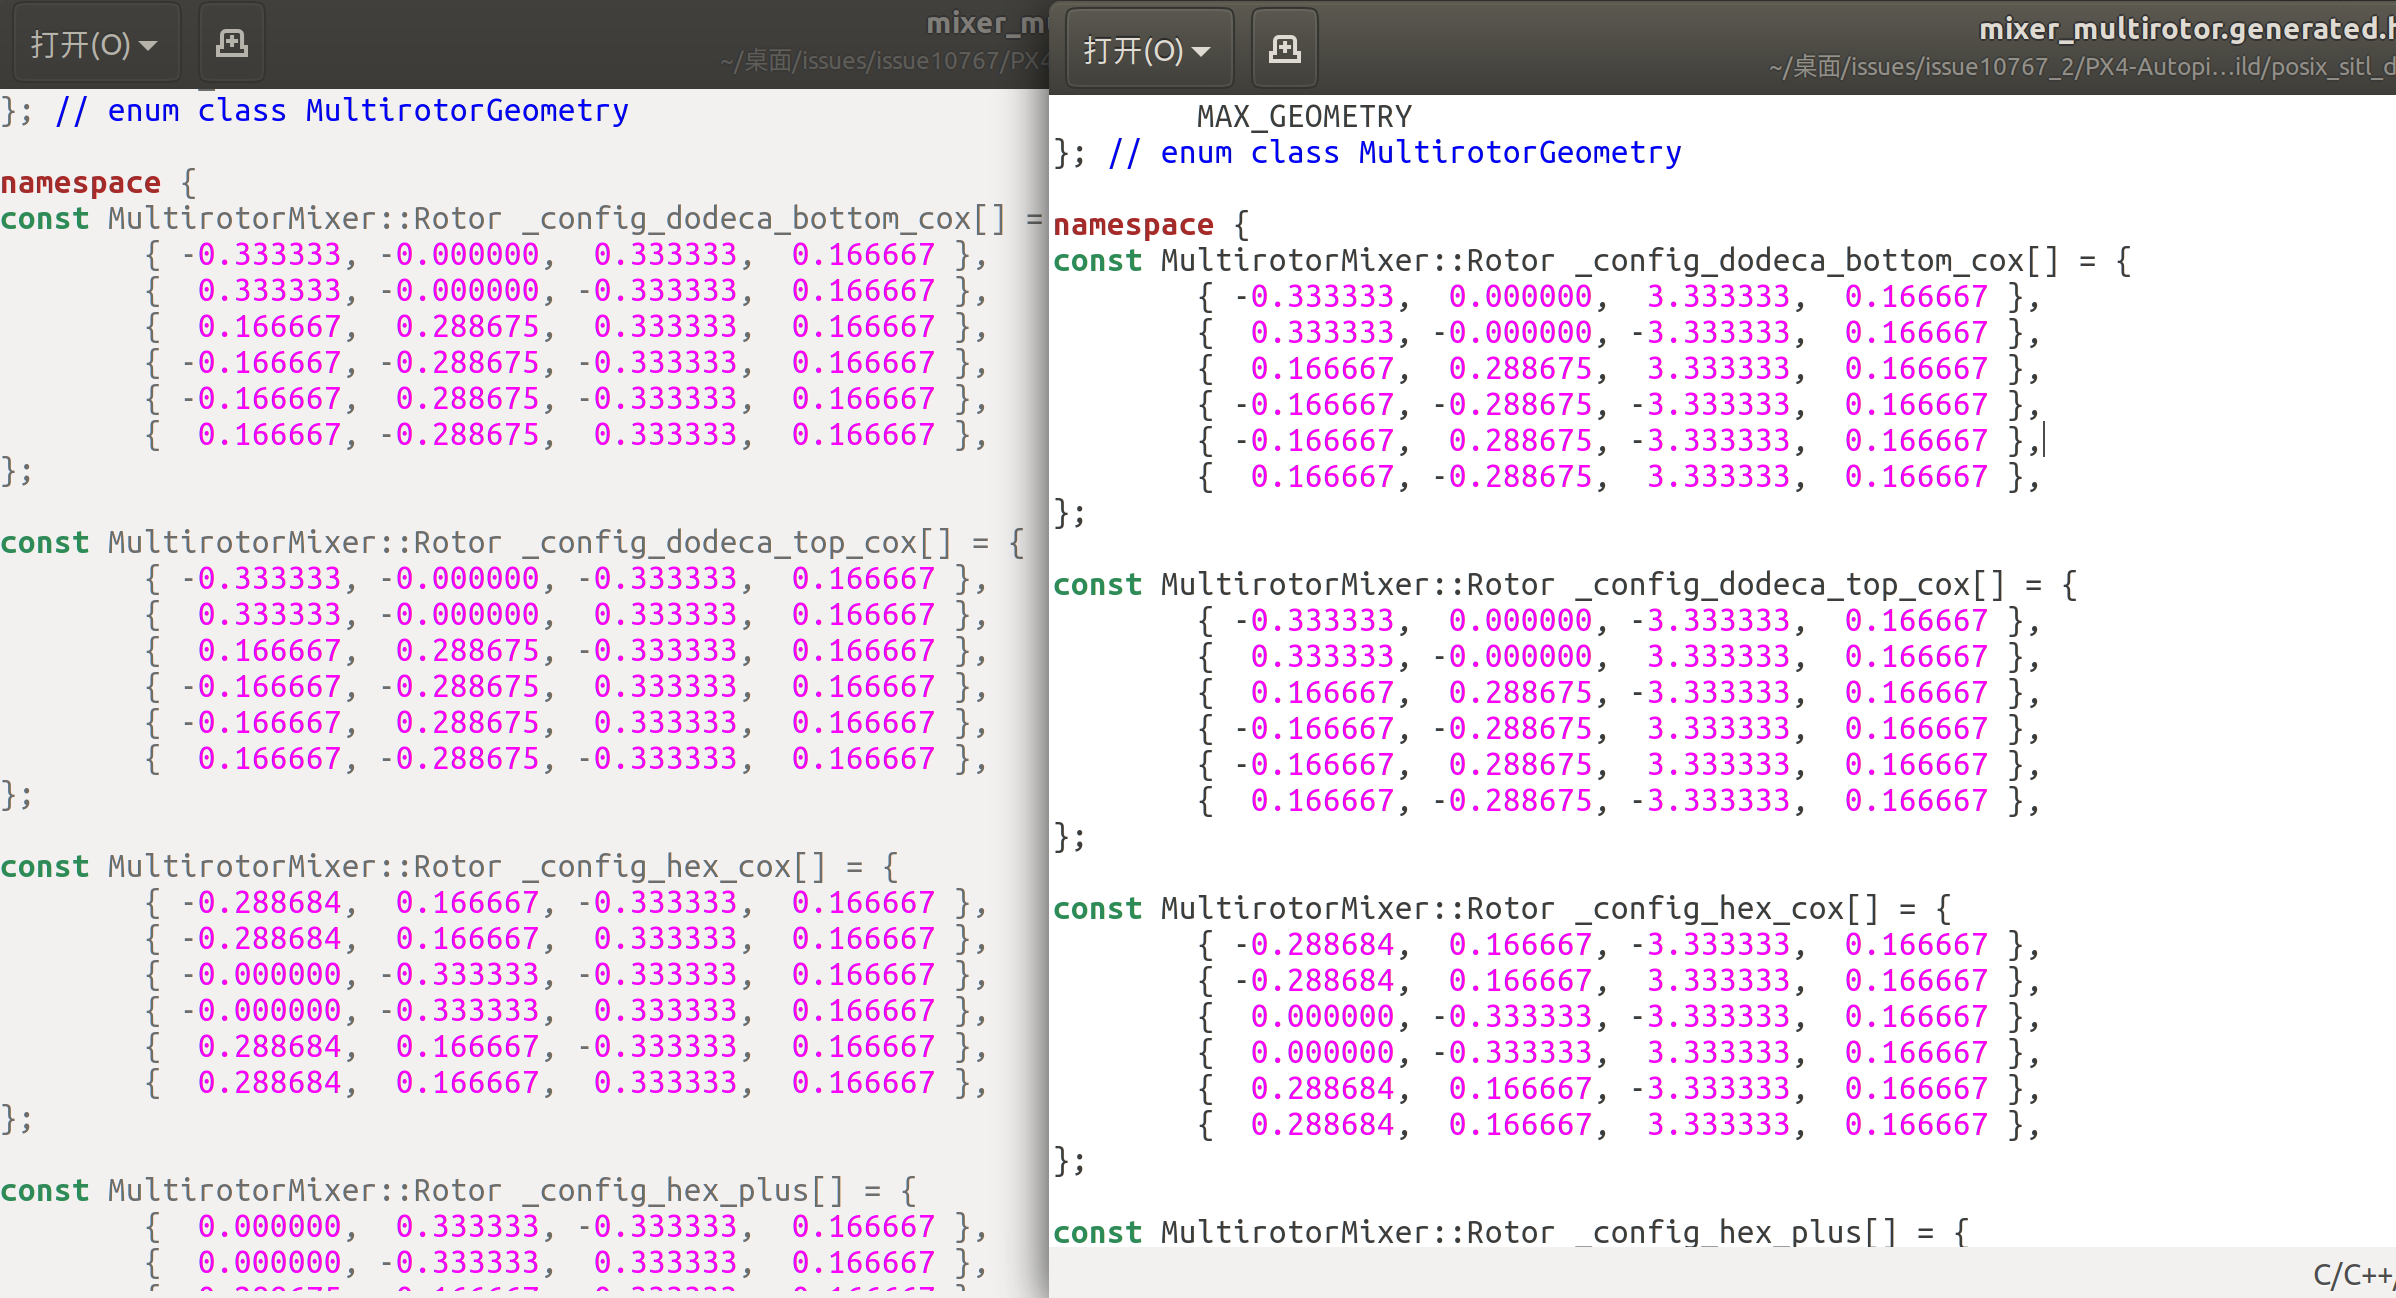 打开(O)
mixer_mu
~/桌面/issues/issue10767/PX4
}; // enum class MultirotorGeometry
namespace {
const MultirotorMixer::Rotor _config_dodeca_bottom_cox[] =
{ -0.333333, -0.000000,  0.333333,  0.166667 },
{  0.333333, -0.000000, -0.333333,  0.166667 },
{  0.166667,  0.288675,  0.333333,  0.166667 },
{ -0.166667, -0.288675, -0.333333,  0.166667 },
{ -0.166667,  0.288675, -0.333333,  0.166667 },
{  0.166667, -0.288675,  0.333333,  0.166667 },
};
const MultirotorMixer::Rotor _config_dodeca_top_cox[] = {
{ -0.333333, -0.000000, -0.333333,  0.166667 },
{  0.333333, -0.000000,  0.333333,  0.166667 },
{  0.166667,  0.288675, -0.333333,  0.166667 },
{ -0.166667, -0.288675,  0.333333,  0.166667 },
{ -0.166667,  0.288675,  0.333333,  0.166667 },
{  0.166667, -0.288675, -0.333333,  0.166667 },
};
const MultirotorMixer::Rotor _config_hex_cox[] = {
{ -0.288684,  0.166667, -0.333333,  0.166667 },
{ -0.288684,  0.166667,  0.333333,  0.166667 },
{ -0.000000, -0.333333, -0.333333,  0.166667 },
{ -0.000000, -0.333333,  0.333333,  0.166667 },
{  0.288684,  0.166667, -0.333333,  0.166667 },
{  0.288684,  0.166667,  0.333333,  0.166667 },
};
const MultirotorMixer::Rotor _config_hex_plus[] = {
{  0.000000,  0.333333, -0.333333,  0.166667 },
{  0.000000, -0.333333,  0.333333,  0.166667 },
打开(O)
mixer_multirotor.generated.h
~/桌面/issues/issue10767_2/PX4-Autopi…ild/posix_sitl_d
MAX_GEOMETRY
}; // enum class MultirotorGeometry
namespace {
const MultirotorMixer::Rotor _config_dodeca_bottom_cox[] = {
{ -0.333333,  0.000000,  3.333333,  0.166667 },
{  0.333333, -0.000000, -3.333333,  0.166667 },
{  0.166667,  0.288675,  3.333333,  0.166667 },
{ -0.166667, -0.288675, -3.333333,  0.166667 },
{ -0.166667,  0.288675, -3.333333,  0.166667 },
{  0.166667, -0.288675,  3.333333,  0.166667 },
};
const MultirotorMixer::Rotor _config_dodeca_top_cox[] = {
{ -0.333333,  0.000000, -3.333333,  0.166667 },
{  0.333333, -0.000000,  3.333333,  0.166667 },
{  0.166667,  0.288675, -3.333333,  0.166667 },
{ -0.166667, -0.288675,  3.333333,  0.166667 },
{ -0.166667,  0.288675,  3.333333,  0.166667 },
{  0.166667, -0.288675, -3.333333,  0.166667 },
};
const MultirotorMixer::Rotor _config_hex_cox[] = {
{ -0.288684,  0.166667, -3.333333,  0.166667 },
{ -0.288684,  0.166667,  3.333333,  0.166667 },
{  0.000000, -0.333333, -3.333333,  0.166667 },
{  0.000000, -0.333333,  3.333333,  0.166667 },
{  0.288684,  0.166667, -3.333333,  0.166667 },
{  0.288684,  0.166667,  3.333333,  0.166667 },
};
const MultirotorMixer::Rotor _config_hex_plus[] = {
C/C++/